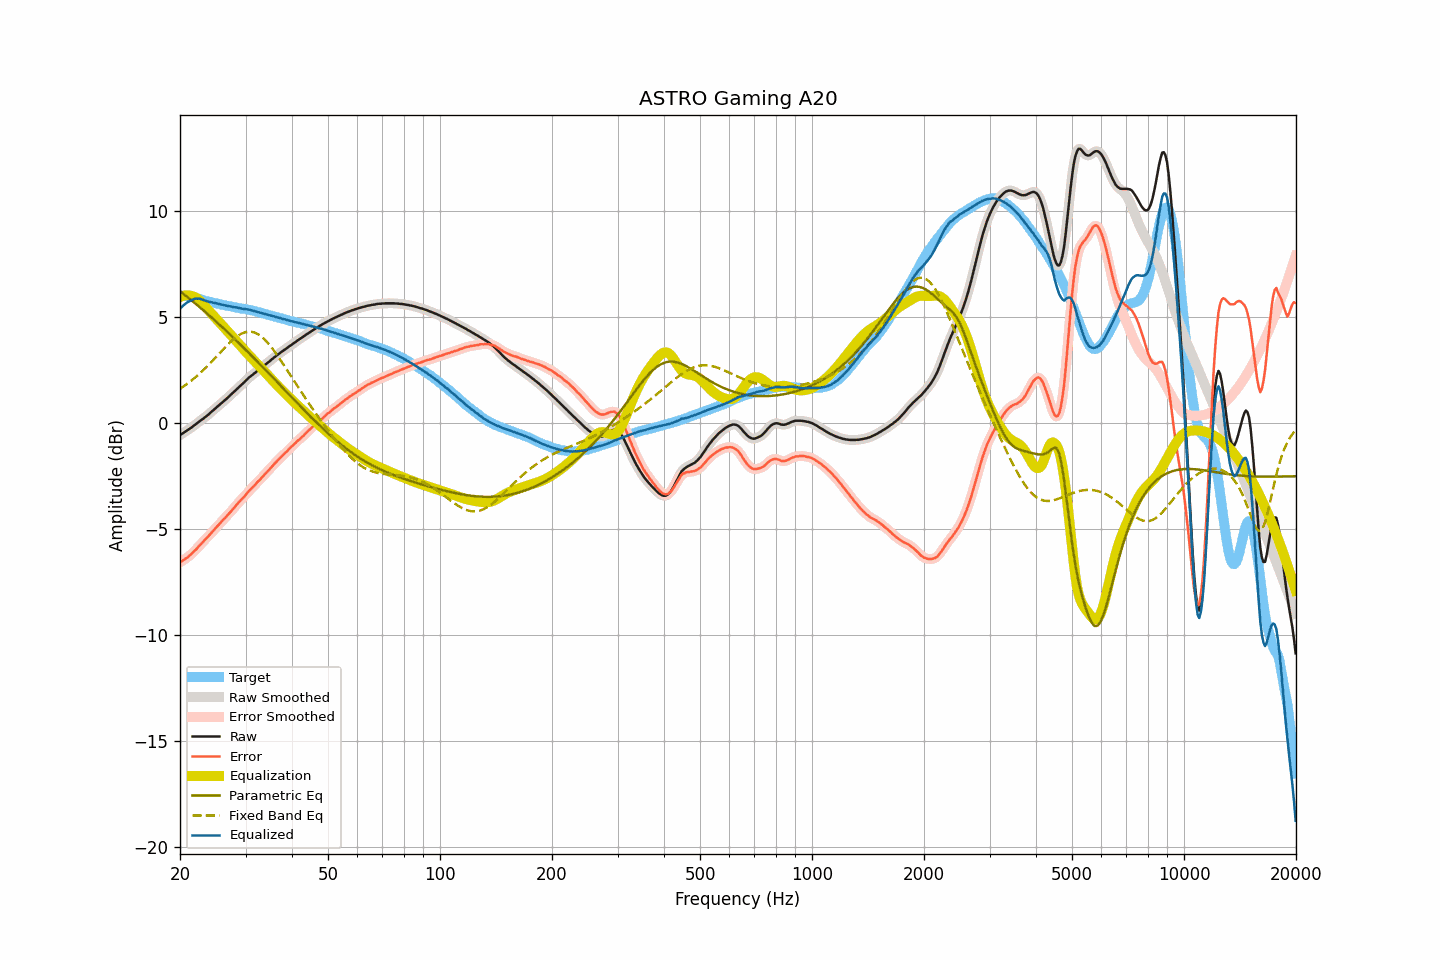 ASTRO Gaming A20
Amplitude (dBr)
10
5
0
−5
−10
−15
−20
Target
Raw Smoothed
Error Smoothed
Raw
Error
Equalization
Parametric Eq
Fixed Band Eq
Equalized
20 50 100 200 500 1000 2000 5000 10000 20000
Frequency (Hz)